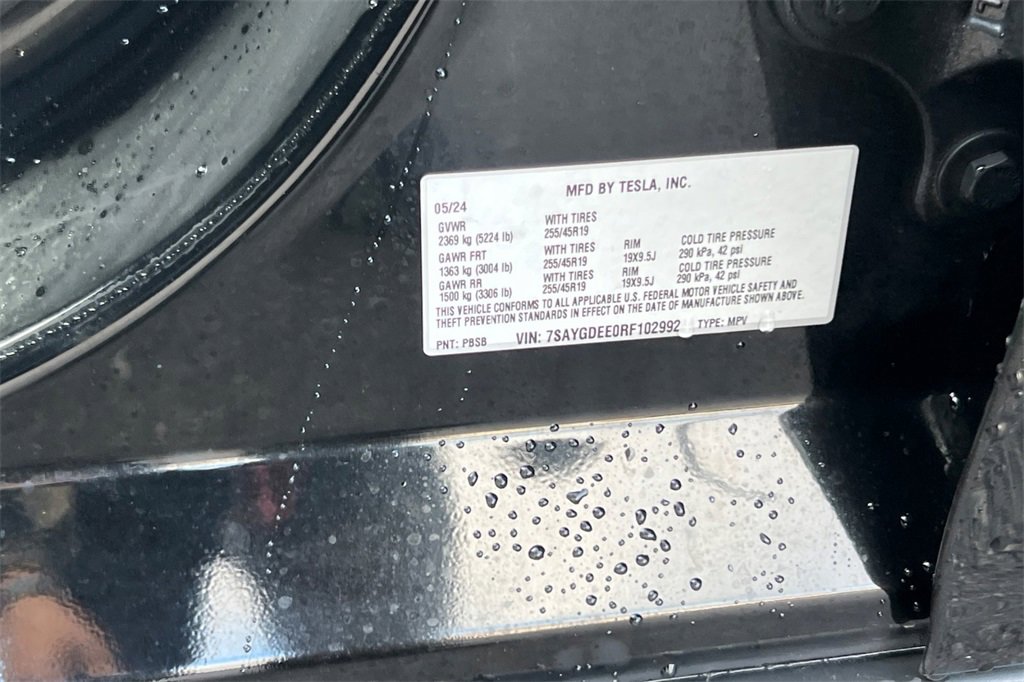 MFD BY TESLA, INC.
05/24
GVWR
2369 kg (5224 lb)
WITH TIRES
255/45R19
GAWR FRT
1363 kg (3004 lb)
WITH TIRES
255/45R19
RIM
19X9.5J
COLD TIRE PRESSURE
290 kPa, 42 psi
GAWR RR
1500 kg (3306 lb)
WITH TIRES
255/45R19
RIM
19X9.5J
COLD TIRE PRESSURE
290 kPa, 42 psi
THIS VEHICLE CONFORMS TO ALL APPLICABLE U.S. FEDERAL MOTOR VEHICLE SAFETY AND
THEFT PREVENTION STANDARDS IN EFFECT ON THE DATE OF MANUFACTURE SHOWN ABOVE.
PNT: PBSB VIN: 7SAYGDEE0RF102992 TYPE: MPV